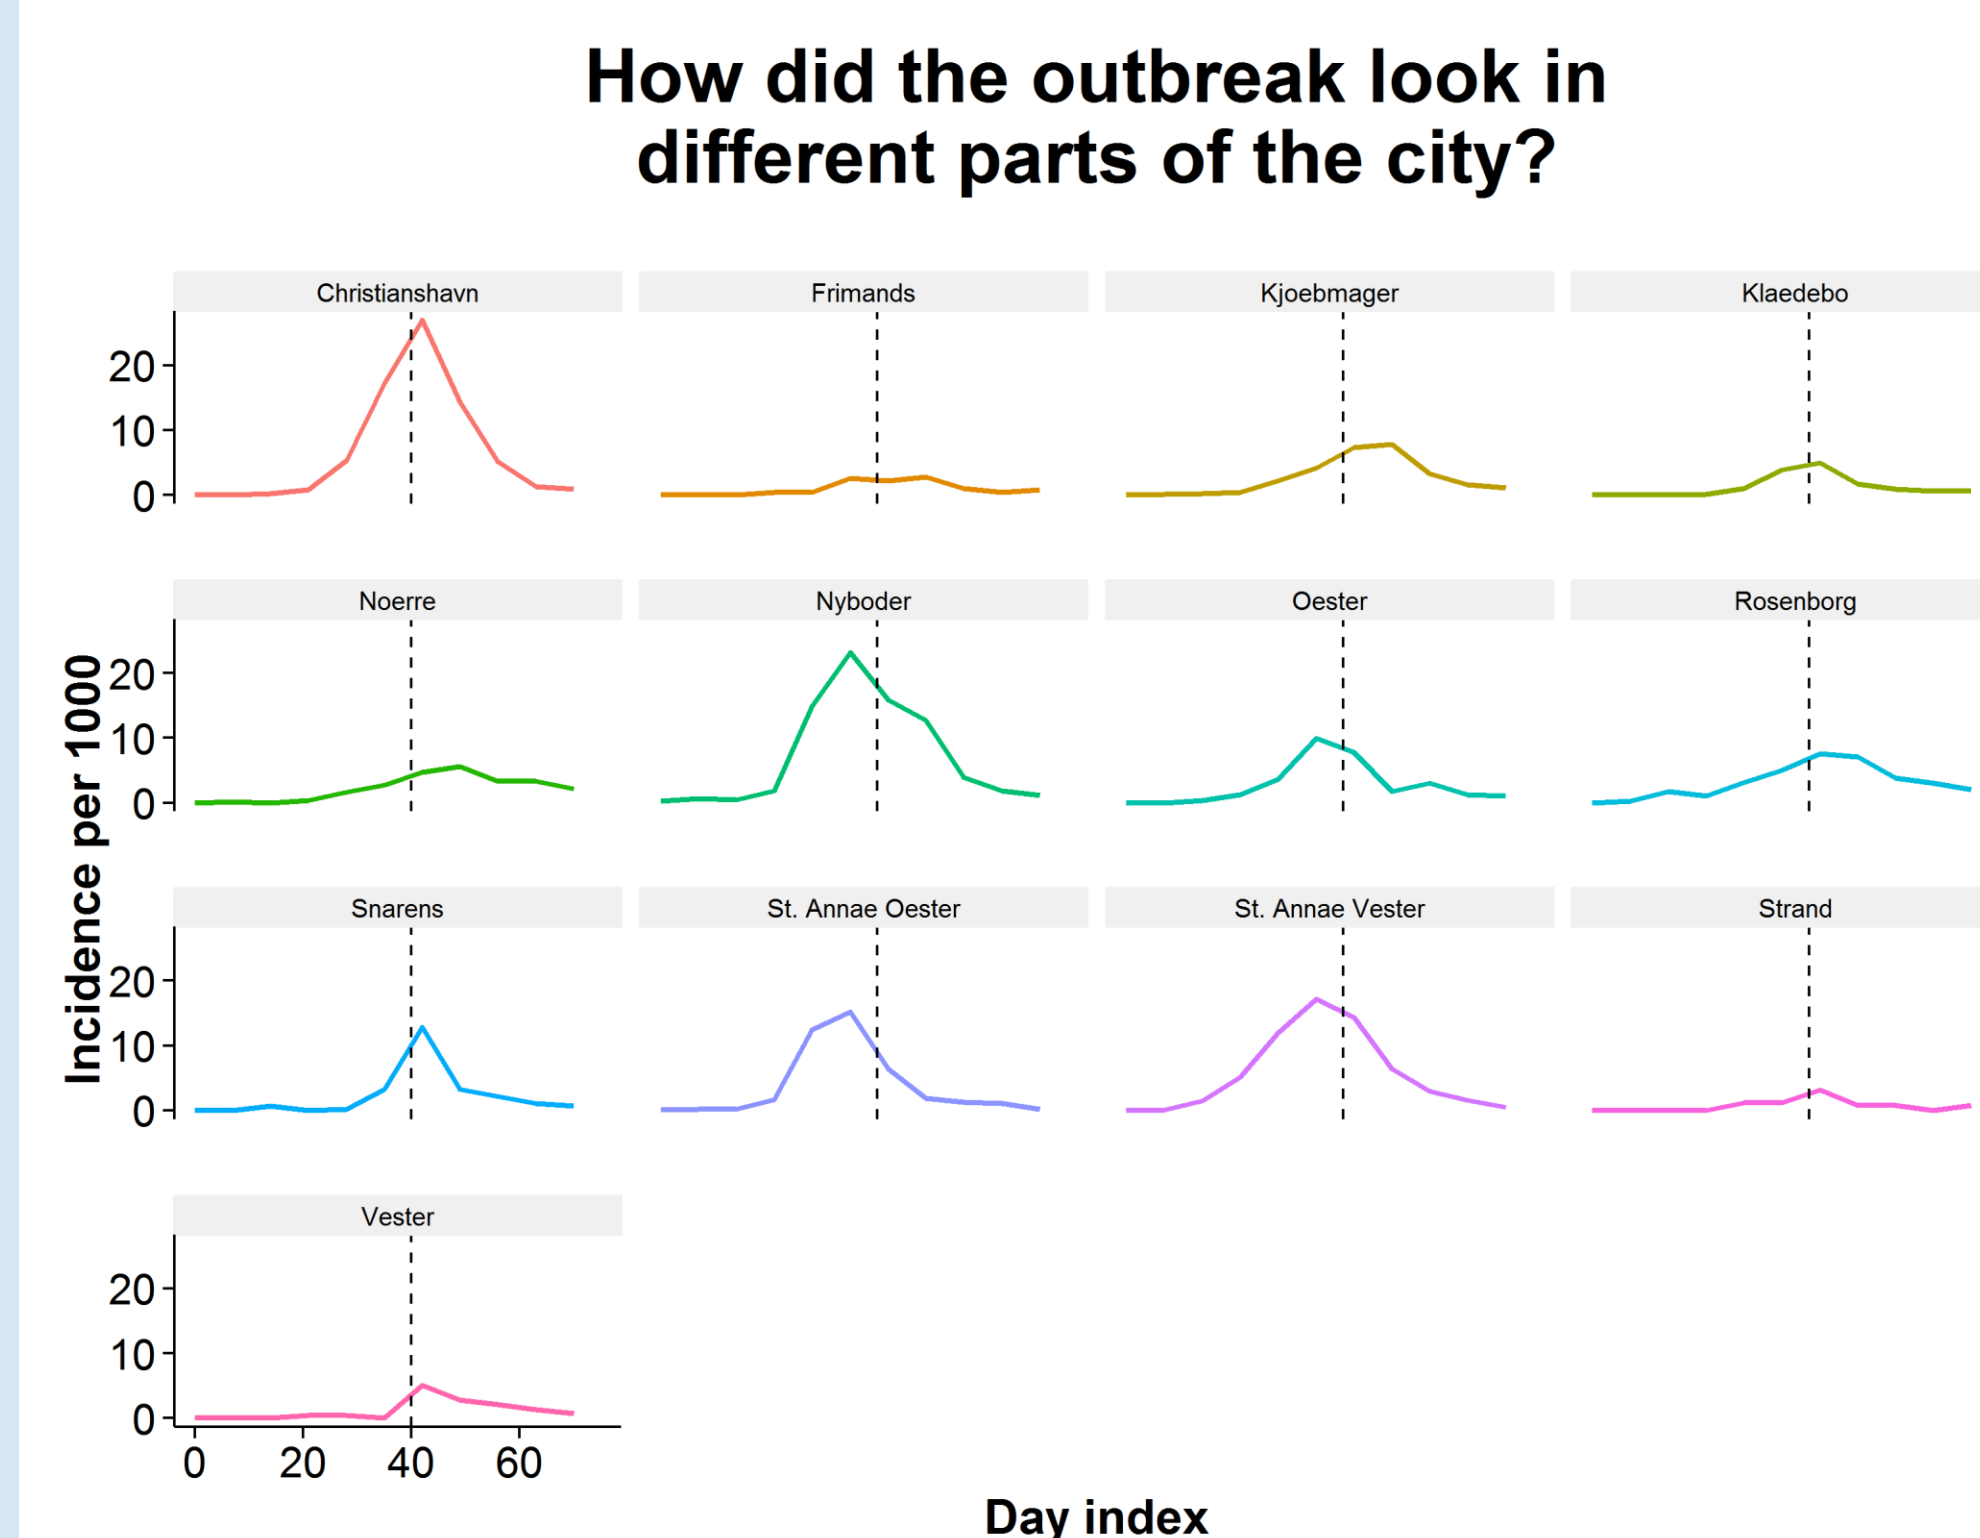 How did the outbreak look in
different parts of the city?
Christianshavn Frimands Kjoebmager Klaedebo
20
10
0
Noerre Nyboder Oester Rosenborg
20
10
0
Incidence per 1000
Snarens St. Annae Oester St. Annae Vester Strand
20
10
0
Vester
20
10
0
0 20 40 60
Day index